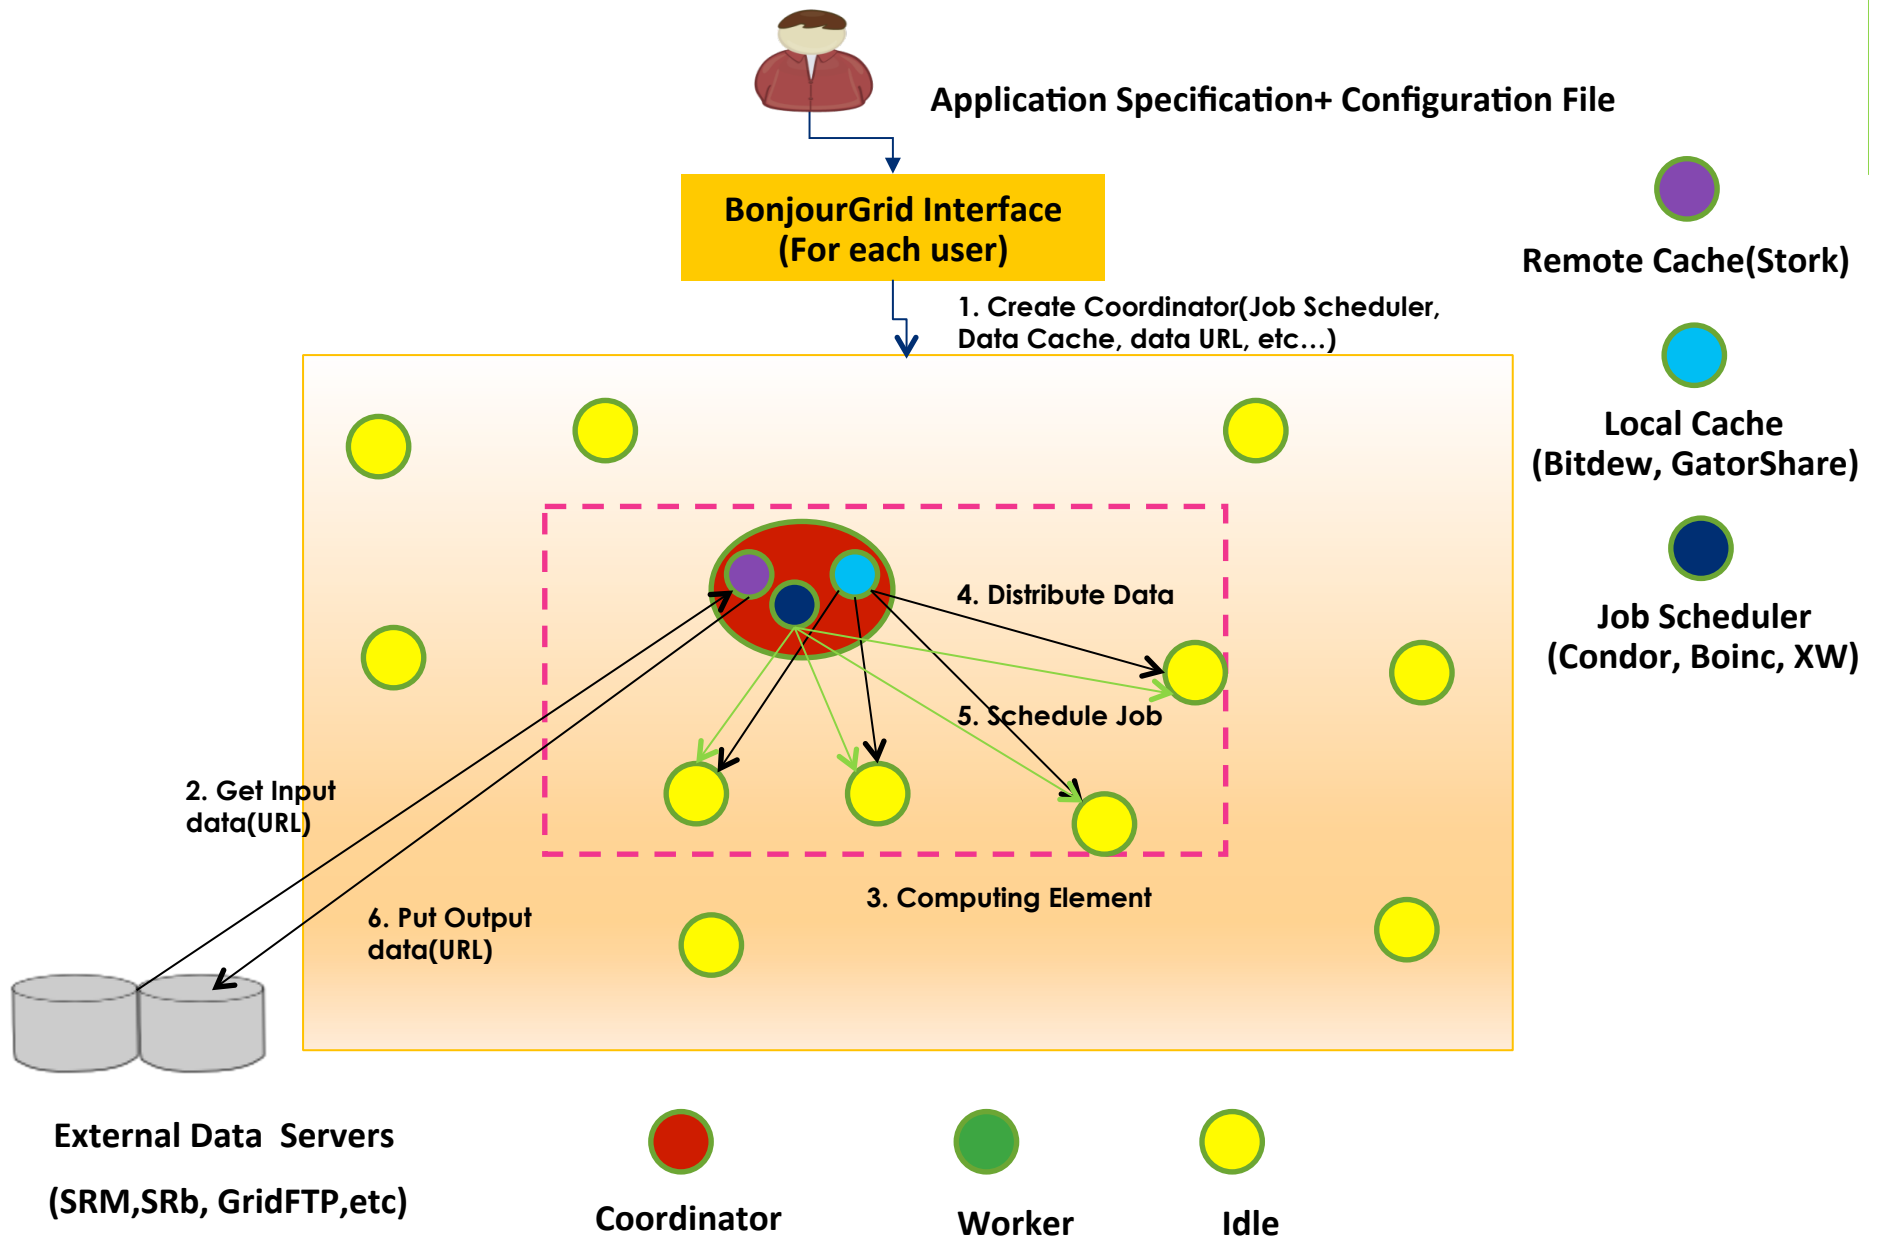 Application Specification+ Configuration File
BonjourGrid Interface
(For each user)
Remote Cache(Stork)
1. Create Coordinator(Job Scheduler,
Data Cache, data URL, etc...)
Local Cache
(Bitdew, GatorShare)
4. Distribute Data
Job Scheduler
(Condor, Boinc, XW)
5. Schedule Job
2. Get Input
data(URL)
3. Computing Element
6. Put Output
data(URL)
External Data  Servers
(SRM,SRb, GridFTP,etc)
Coordinator
Worker
Idle